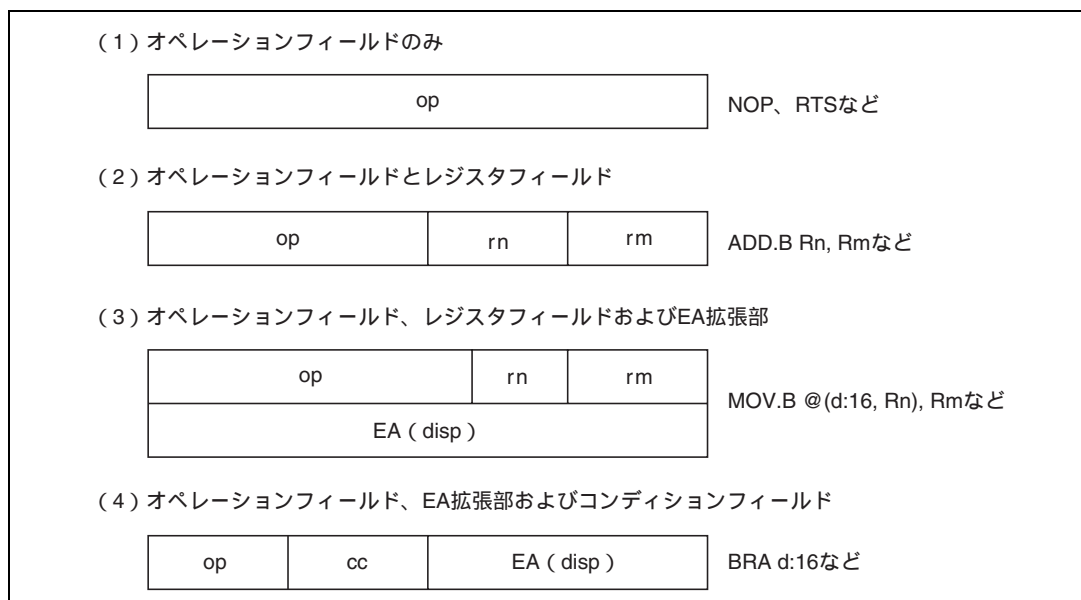 （1）オペレーションフィールドのみ
op
NOP、RTSなど
（2）オペレーションフィールドとレジスタフィールド
op rn rm
ADD.B Rn, Rmなど
（3）オペレーションフィールド、レジスタフィールドおよびEA拡張部
op rn rm
EA（disp）
MOV.B @(d:16, Rn), Rmなど
（4）オペレーションフィールド、EA拡張部およびコンディションフィールド
op cc EA（disp）
BRA d:16など